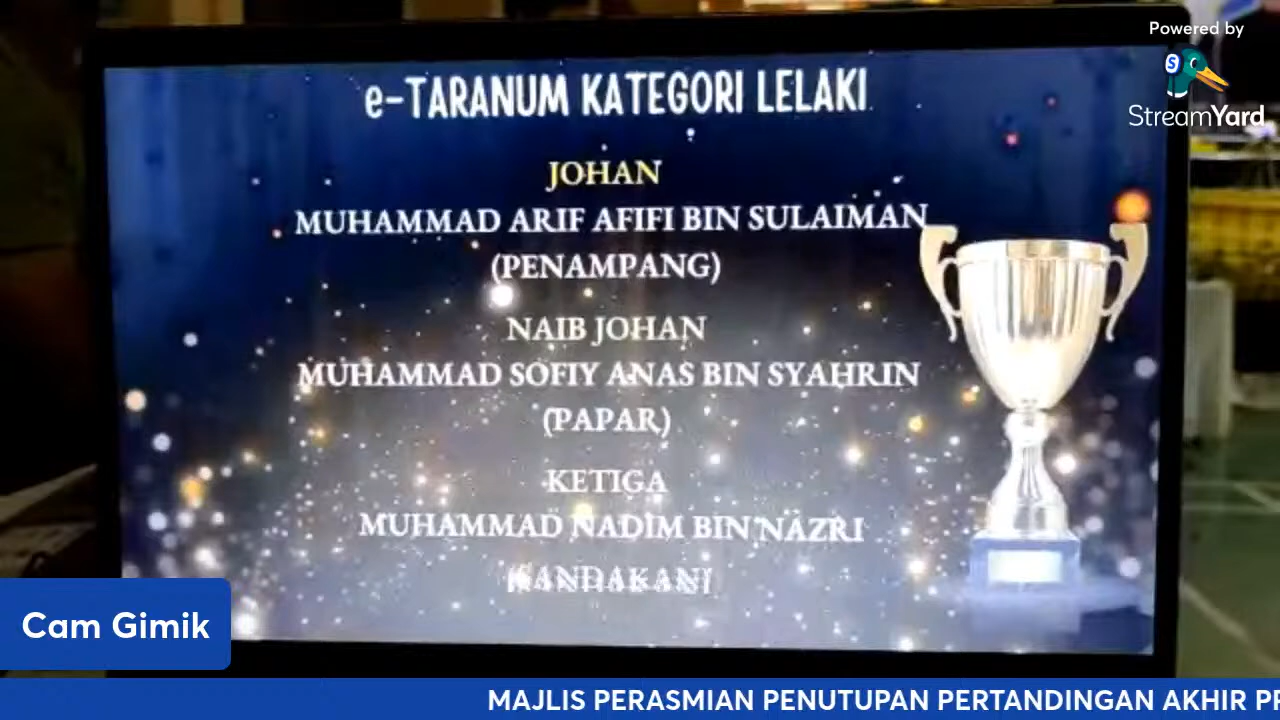 Powered by
StreamYard
e-TARANUM KATEGORI LELAKI
JOHAN
MUHAMMAD ARIF AFIFI BIN SULAIMAN
(PENAMPANG)
NAIB JOHAN
MUHAMMAD SOFIY ANAS BIN SYAHRIN
(PAPAR)
KETIGA
MUHAMMAD NADIM BIN NAZRI
Cam Gimik
MAJLIS PERASMIAN PENUTUPAN PERTANDINGAN AKHIR